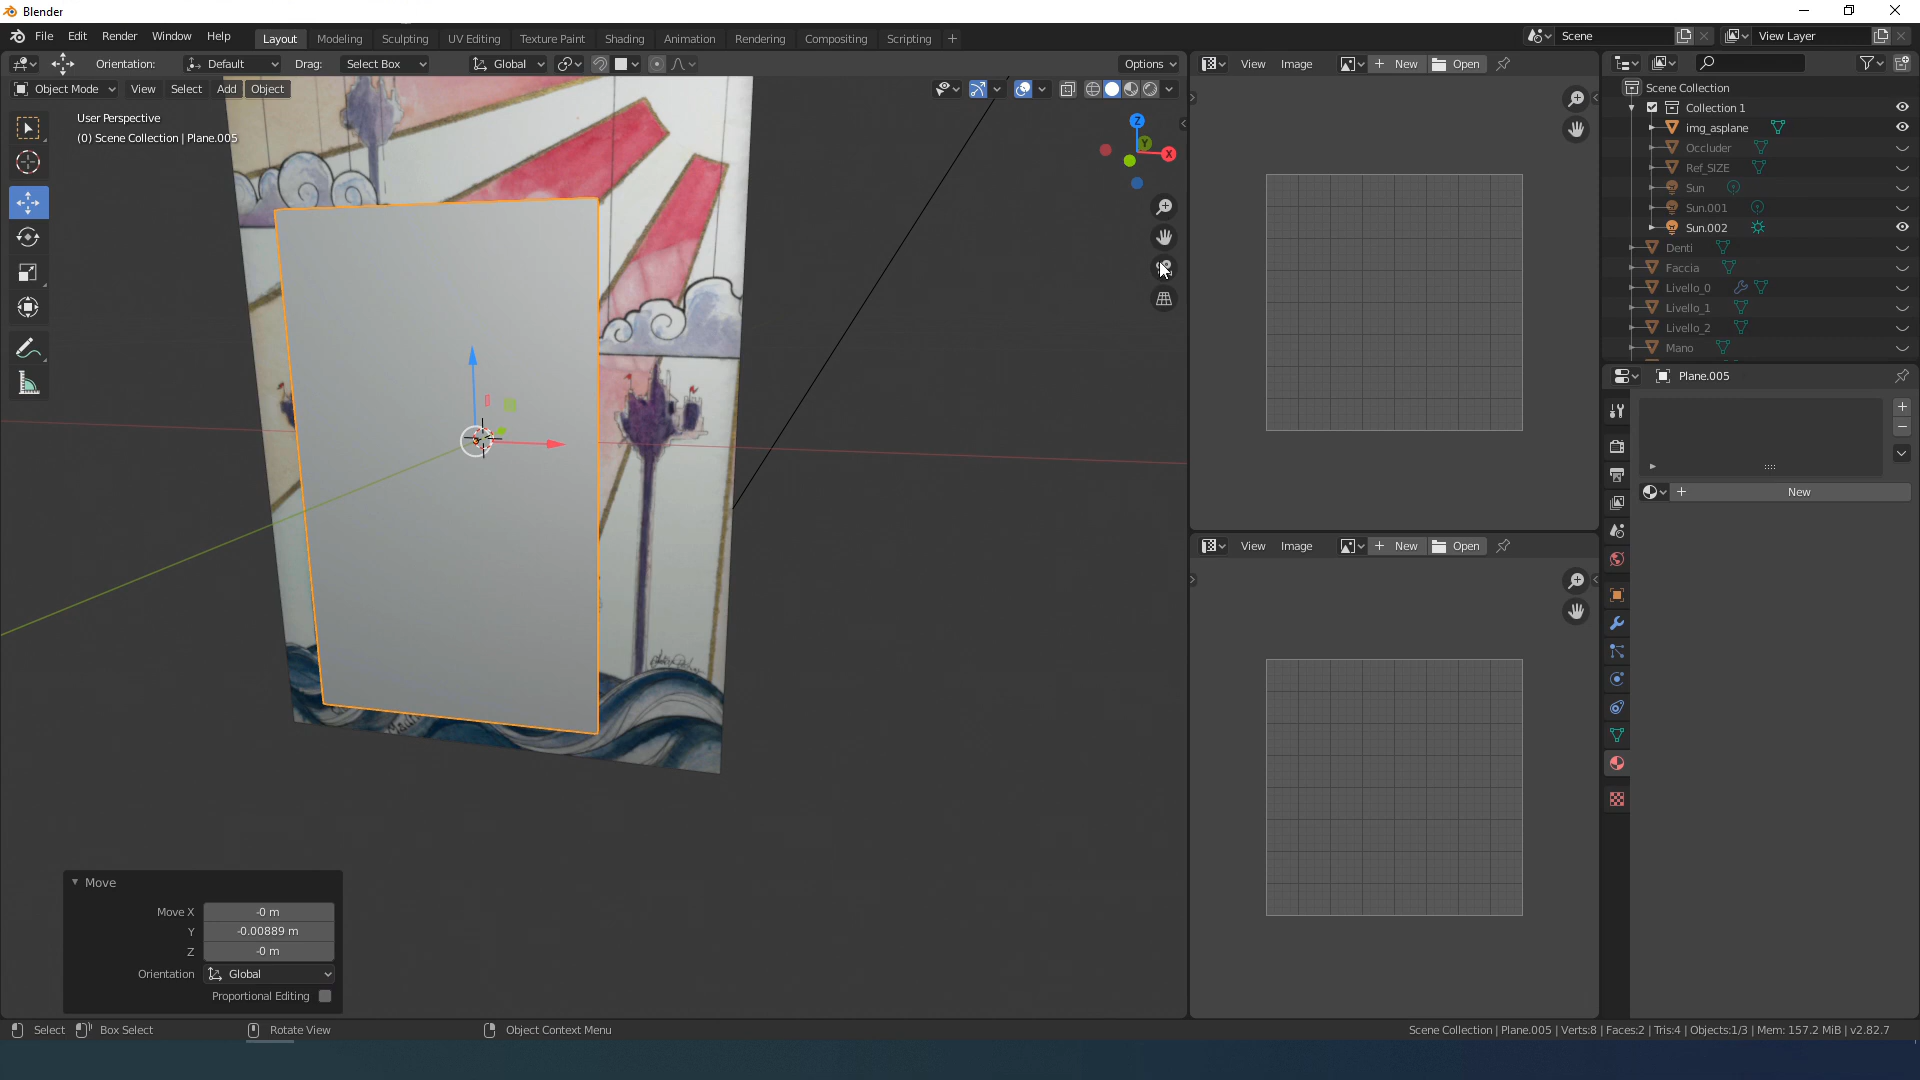 Blender
File Edit Render Window Help
Layout Modeling Sculpting UV Editing Texture Paint Shading Animation Rendering Compositing Scripting +
Scene View Layer
Orientation: Default Drag: Select Box Global Options
Object Mode View Select Add Object
User Perspective
(0) Scene Collection | Plane.005
Z
Y
X
View Image + New Open
View Image + New Open
Scene Collection
Collection 1
img_asplane
Occluder
Ref_SIZE
Sun
Sun.001
Sun.002
Denti
Faccia
Livello_0
Livello_1
Livello_2
Mano
Plane.005
+ New
Move
Move X -0 m
Y -0.00889 m
Z -0 m
Orientation Global
Proportional Editing
Select Box Select Rotate View Object Context Menu
Scene Collection | Plane.005 | Verts:8 | Faces:2 | Tris:4 | Objects:1/3 | Mem: 157.2 MiB | v2.82.7